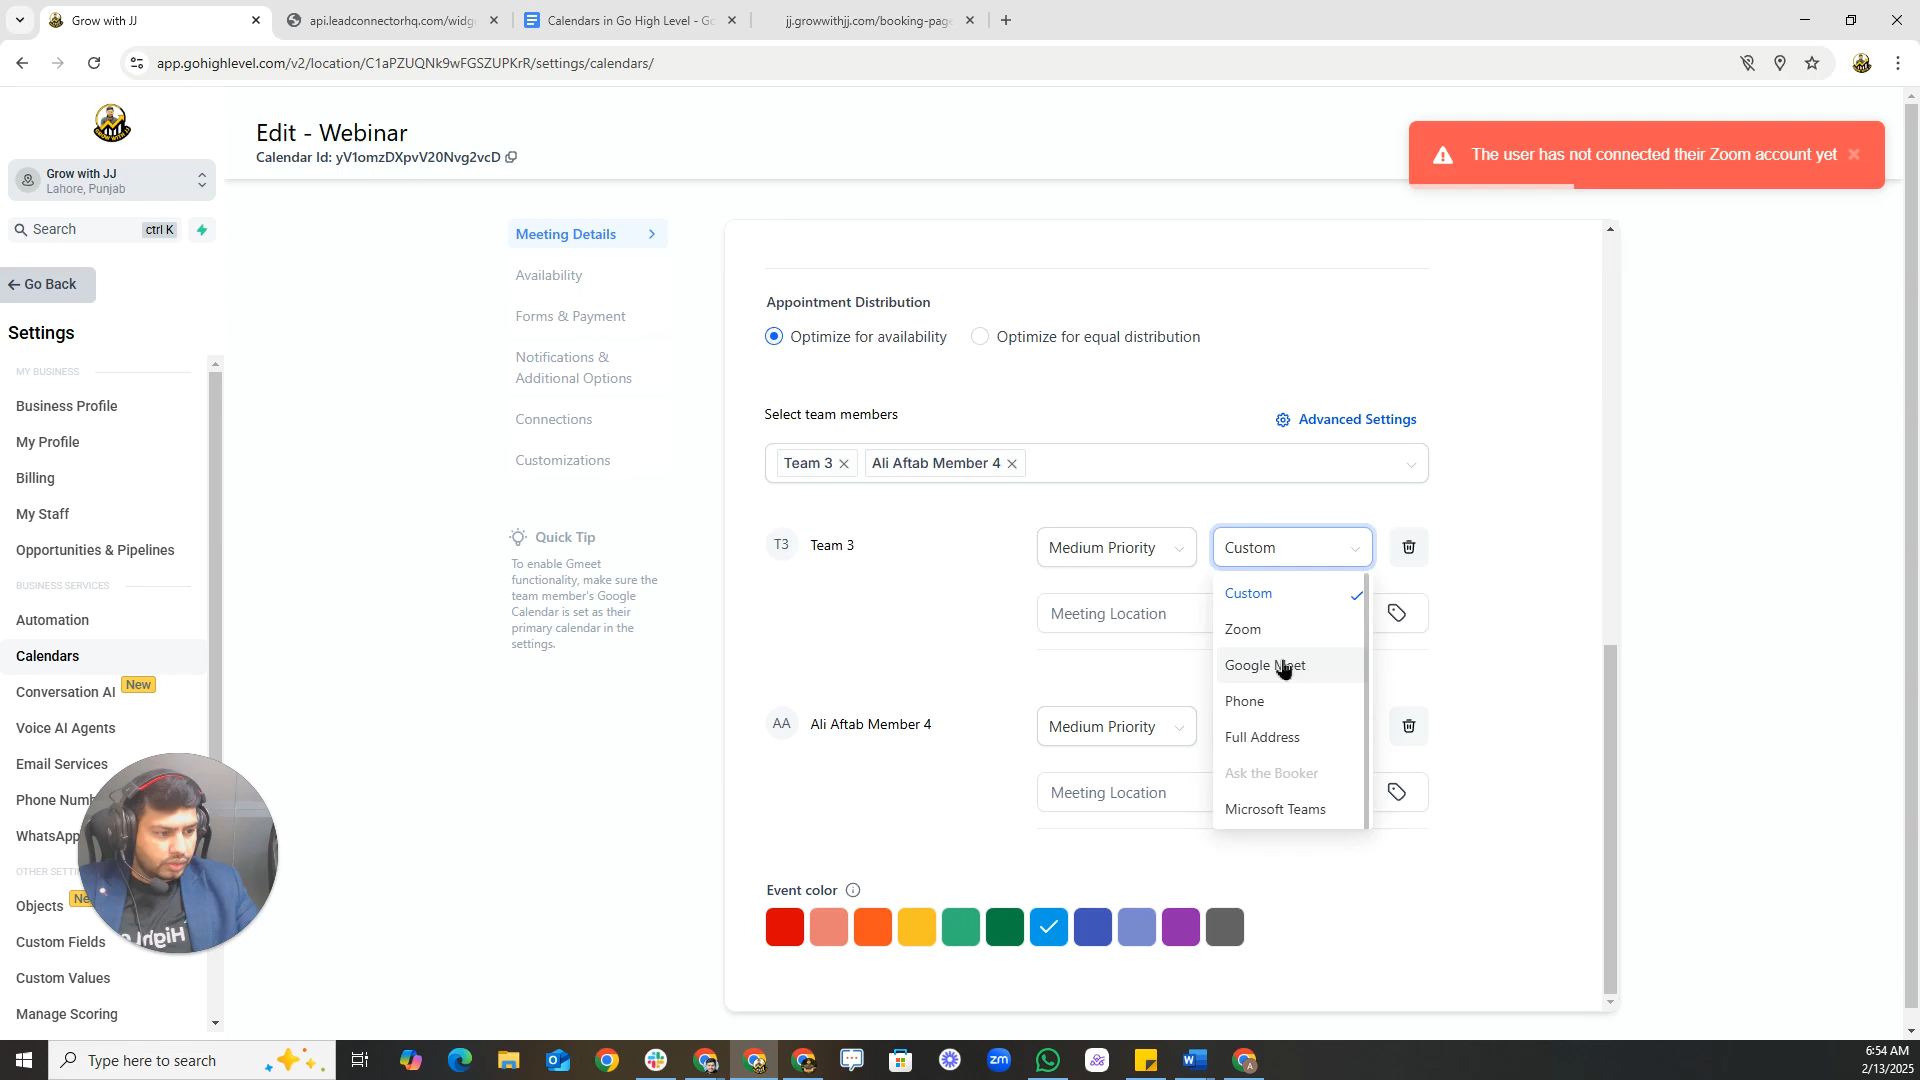 Grow with JJ
api.leadconnectorhq.com/widg
Calendars in Go High Level - Go
jj.growwithjj.com/booking-page
app.gohighlevel.com/v2/location/C1aPZUQNk9wFGSZUPKrR/settings/calendars/
GROW WITH JJ
Grow with JJ
Lahore, Punjab
Search
ctrl K
Go Back
Settings
MY BUSINESS
Business Profile
My Profile
Billing
My Staff
Opportunities & Pipelines
BUSINESS SERVICES
Automation
Calendars
Conversation AI
New
Voice AI Agents
Email Services
Phone Numb
WhatsApp
OTHER SETTI
Objects
Ne
Custom Fields
Custom Values
Manage Scoring
Edit - Webinar
Calendar Id: yV1omzDXpvV20Nvg2vcD
The user has not connected their Zoom account yet
Meeting Details
Availability
Forms & Payment
Notifications &
Additional Options
Connections
Customizations
Quick Tip
To enable Gmeet
functionality, make sure the
team member's Google
Calendar is set as their
primary calendar in the
settings.
Appointment Distribution
Optimize for availability
Optimize for equal distribution
Select team members
Advanced Settings
Team 3
Ali Aftab Member 4
T3
Team 3
Medium Priority
Custom
Meeting Location
Custom
Zoom
Google Meet
Phone
Full Address
Ask the Booker
Microsoft Teams
AA
Ali Aftab Member 4
Medium Priority
Meeting Location
Event color
Type here to search
zm
A
6:54 AM
2/13/2025